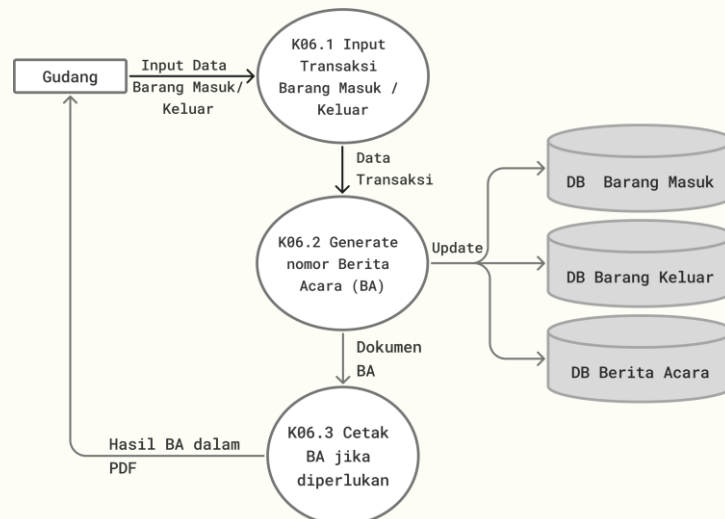 K06.1 Input
Transaksi
Barang Masuk /
Keluar
Gudang
Input Data
Barang Masuk/
Keluar
Data
Transaksi
DB Barang Masuk
K06.2 Generate
nomor Berita
Acara (BA)
Update
DB Barang Keluar
Dokumen
BA
DB Berita Acara
K06.3 Cetak
BA jika
diperlukan
Hasil BA dalam
PDF